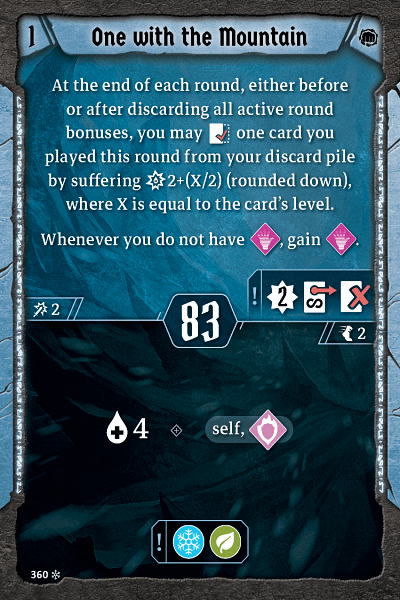 1 One with the Mountain
At the end of each round, either before
or after discarding all active round
bonuses, you may one card you
played this round from your discard pile
by suffering 2+(X/2) (rounded down),
where X is equal to the card's level.
Whenever you do not have , gain .
! 2
2
83
2
4 self,
!
360